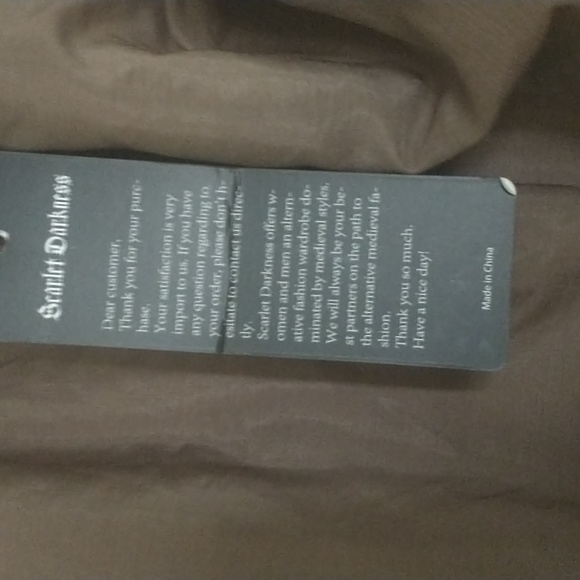 Scarlet Darkness
Dear customer,
Thank you for your purc-
hase.
Your satisfaction is very
import to us. If you have
any question regarding to
your order, please don't h-
esitate to contact us direc-
tly.
Scarlet Darkness offers w-
omen and men an altern-
ative fashion wardrobe do-
minated by medieval styles,
We will always be your be-
st partners on the path to
the alternative medieval fa-
shion,
Thank you so much.
Have a nice day!
Made in China